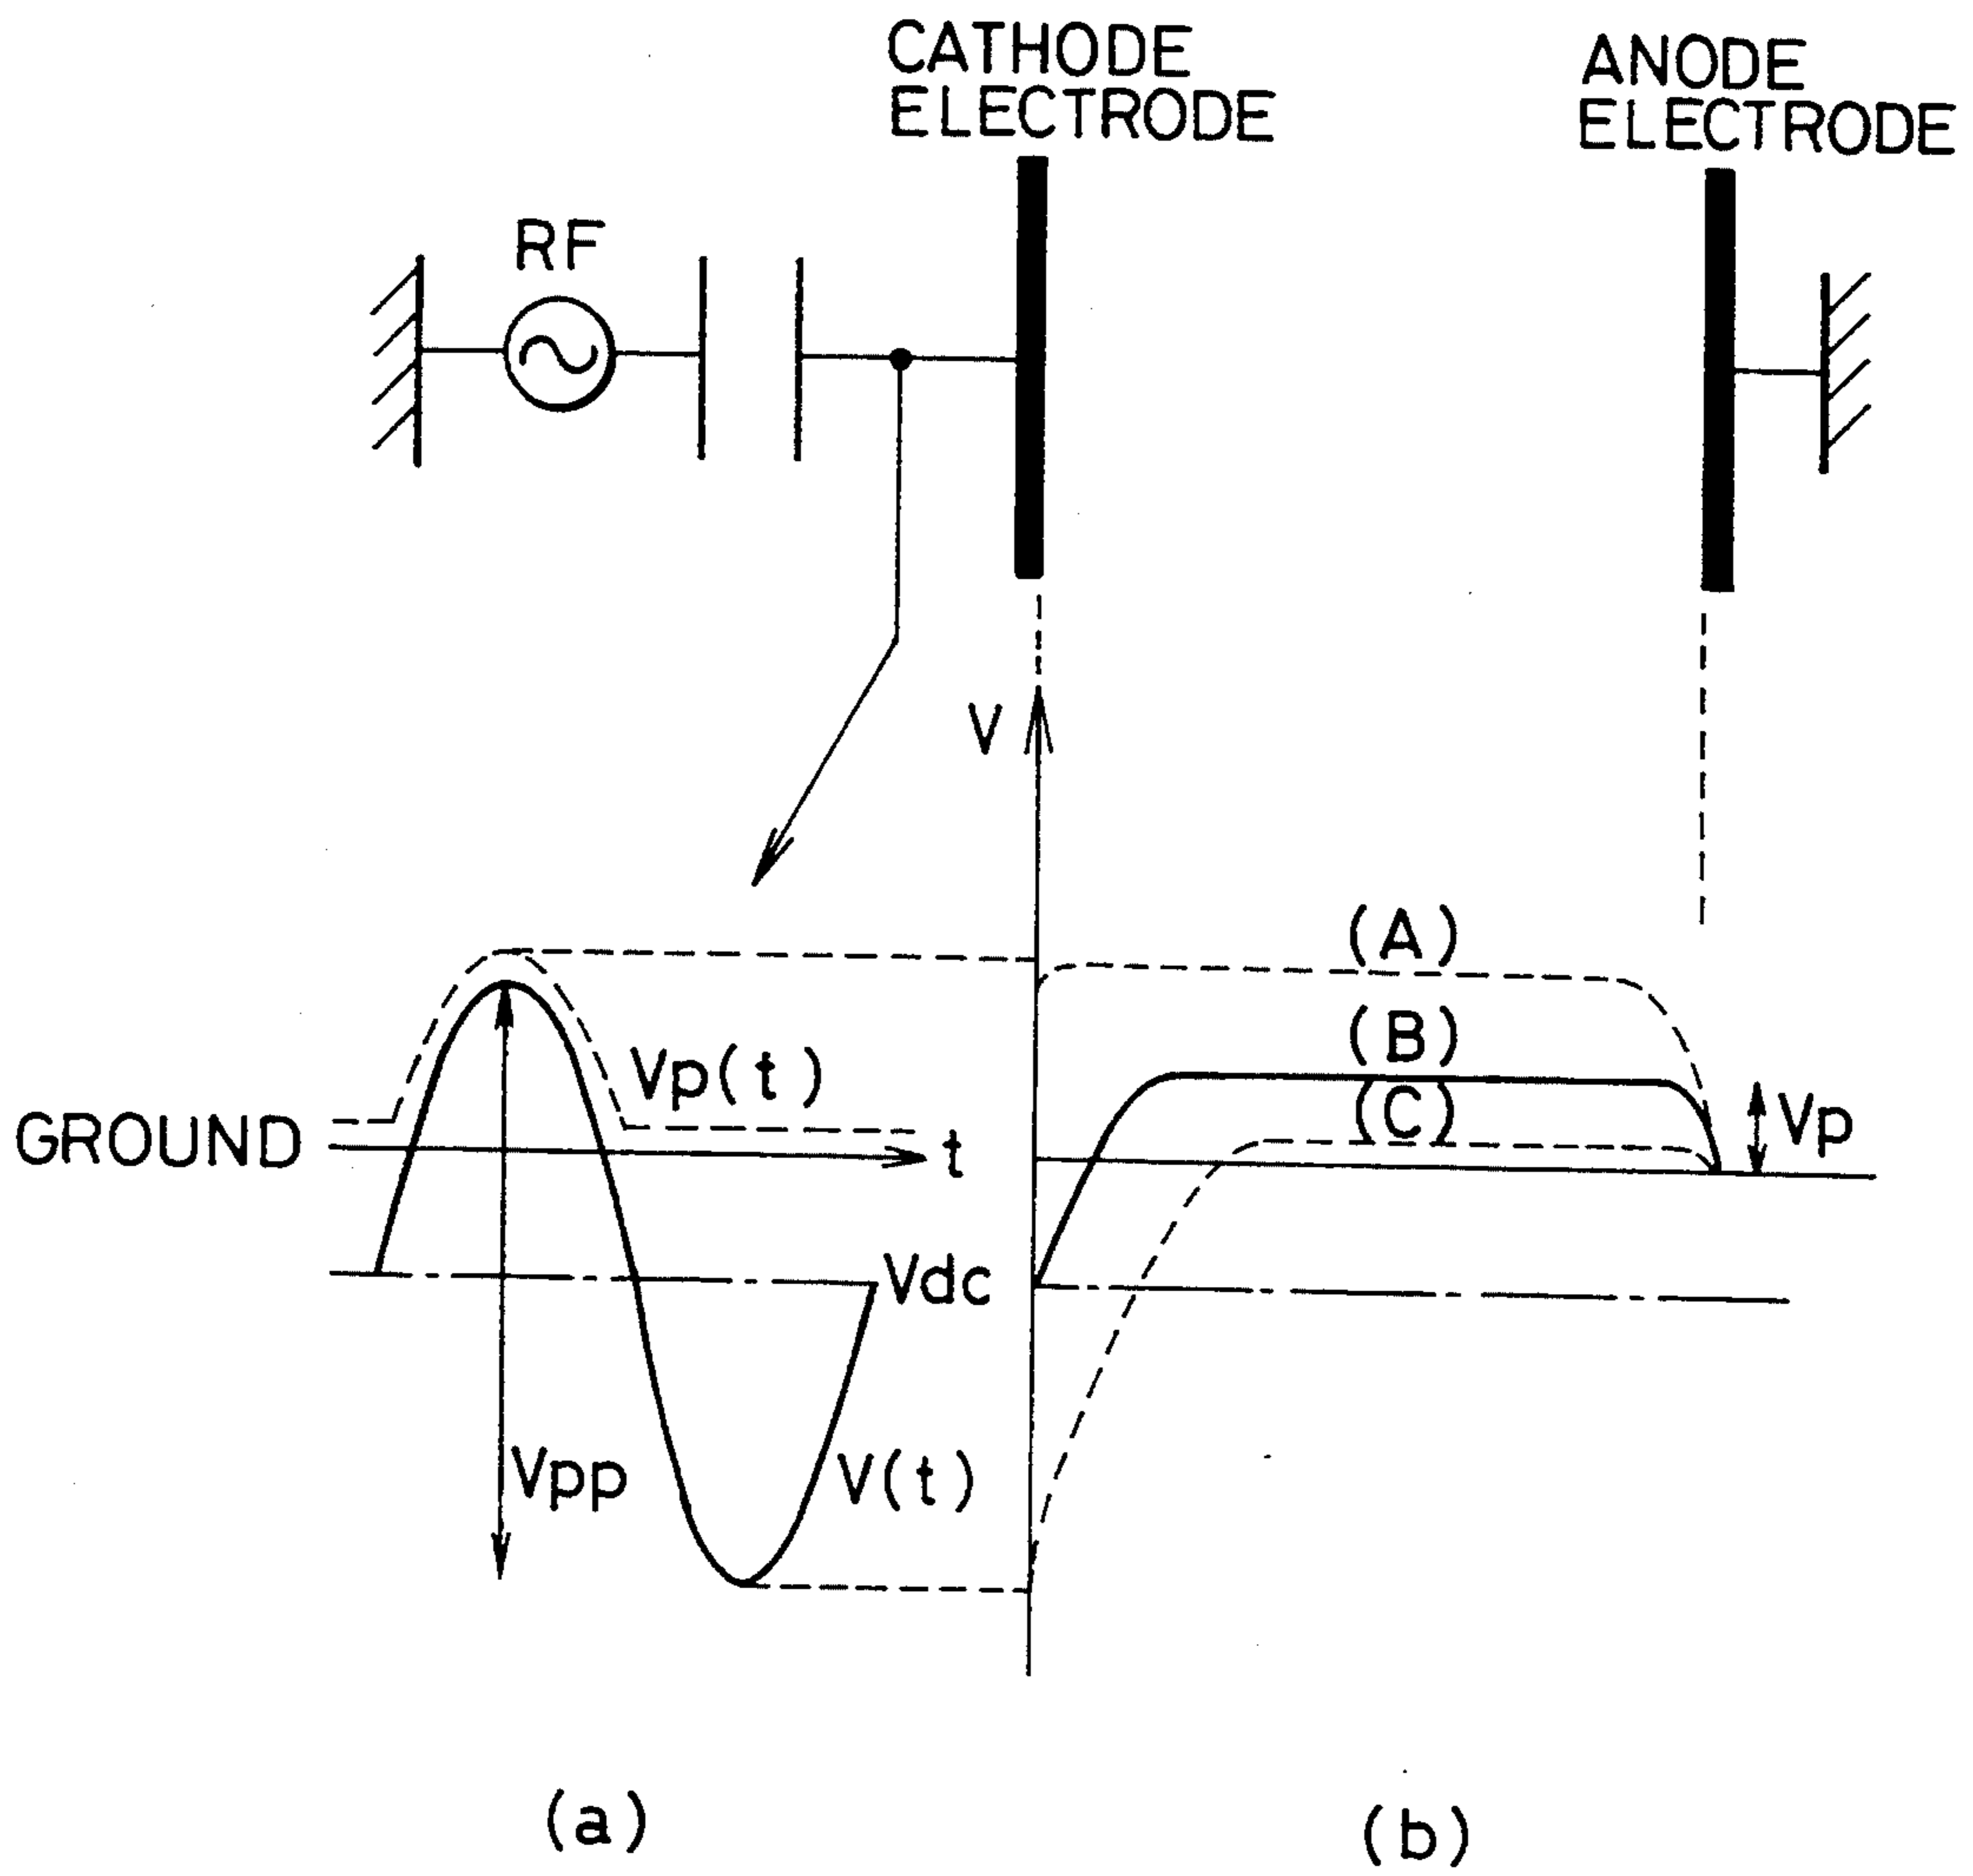 CATHODE
ELECTRODE
ANODE
ELECTRODE
RF
V
(A)
(B)
Vp(t)
(C)
Vp
GROUND
t
Vdc
Vpp
V(t)
(a)
(b)